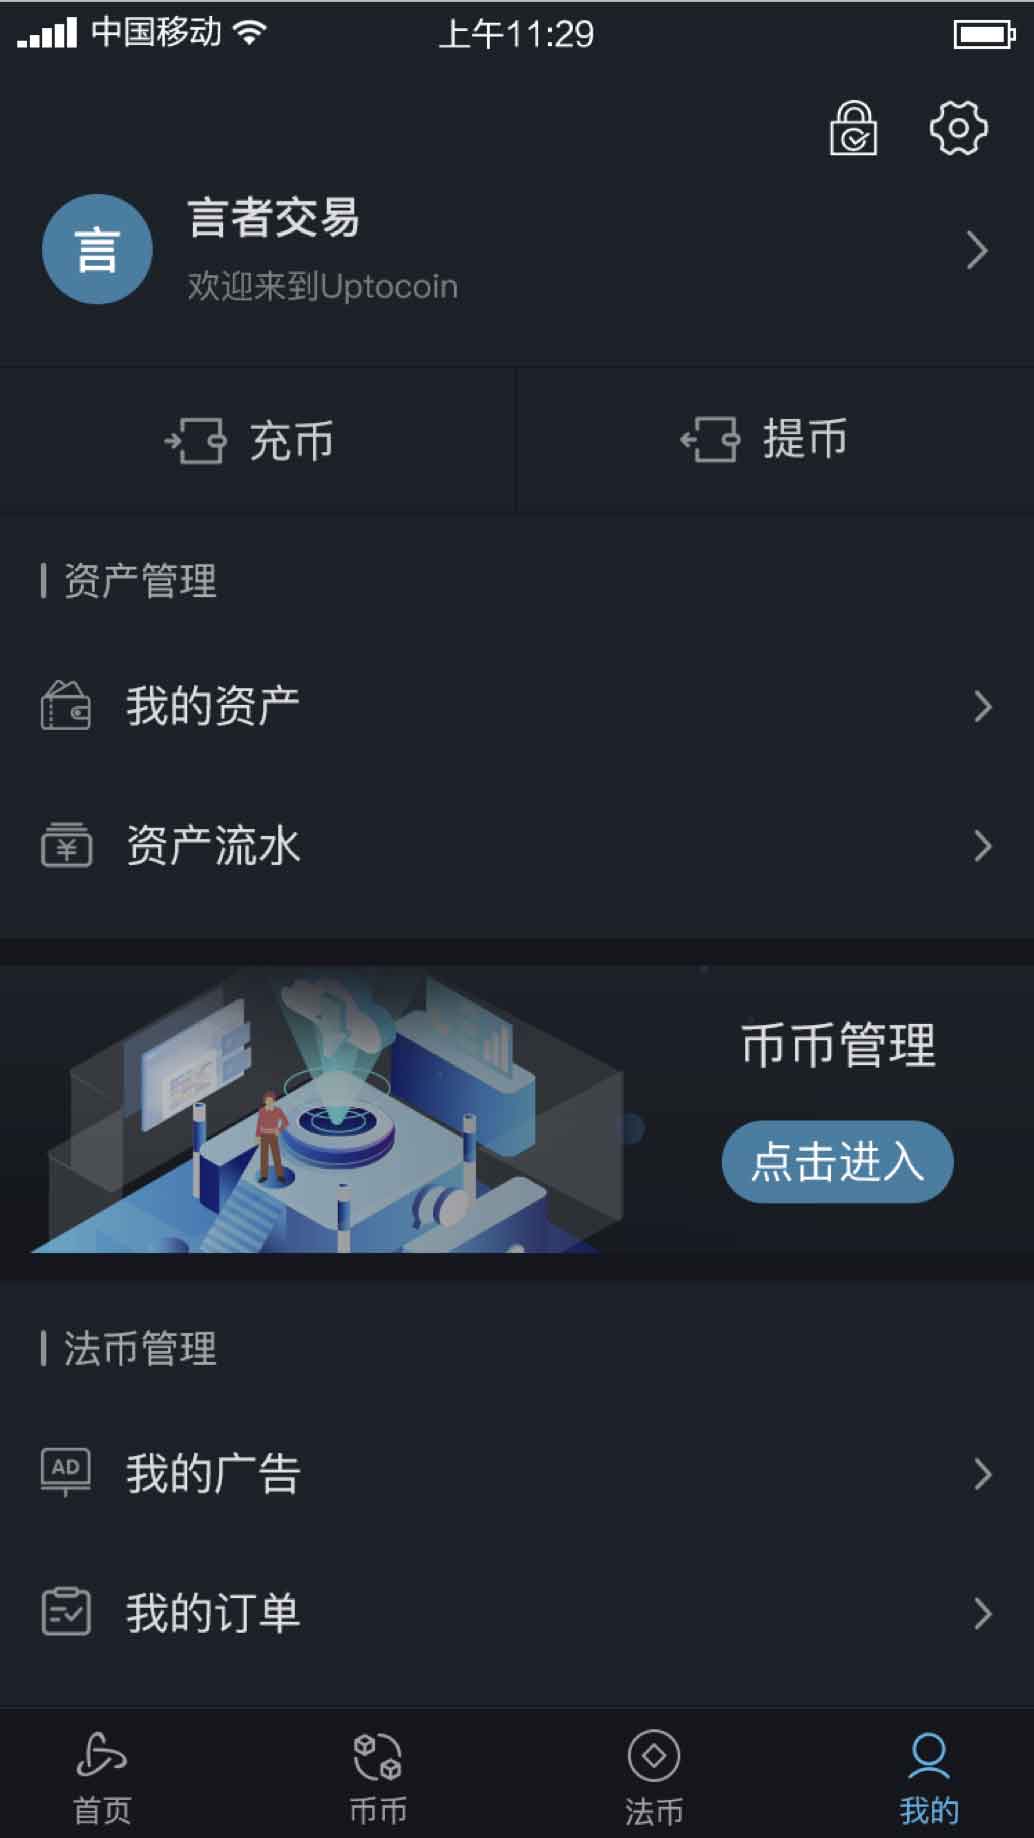 中国移动 上午11:29
言 言者交易
欢迎来到Uptocoin
充币 提币
资产管理
我的资产
资产流水
币币管理
点击进入
法币管理
AD 我的广告
我的订单
首页 币币 法币 我的